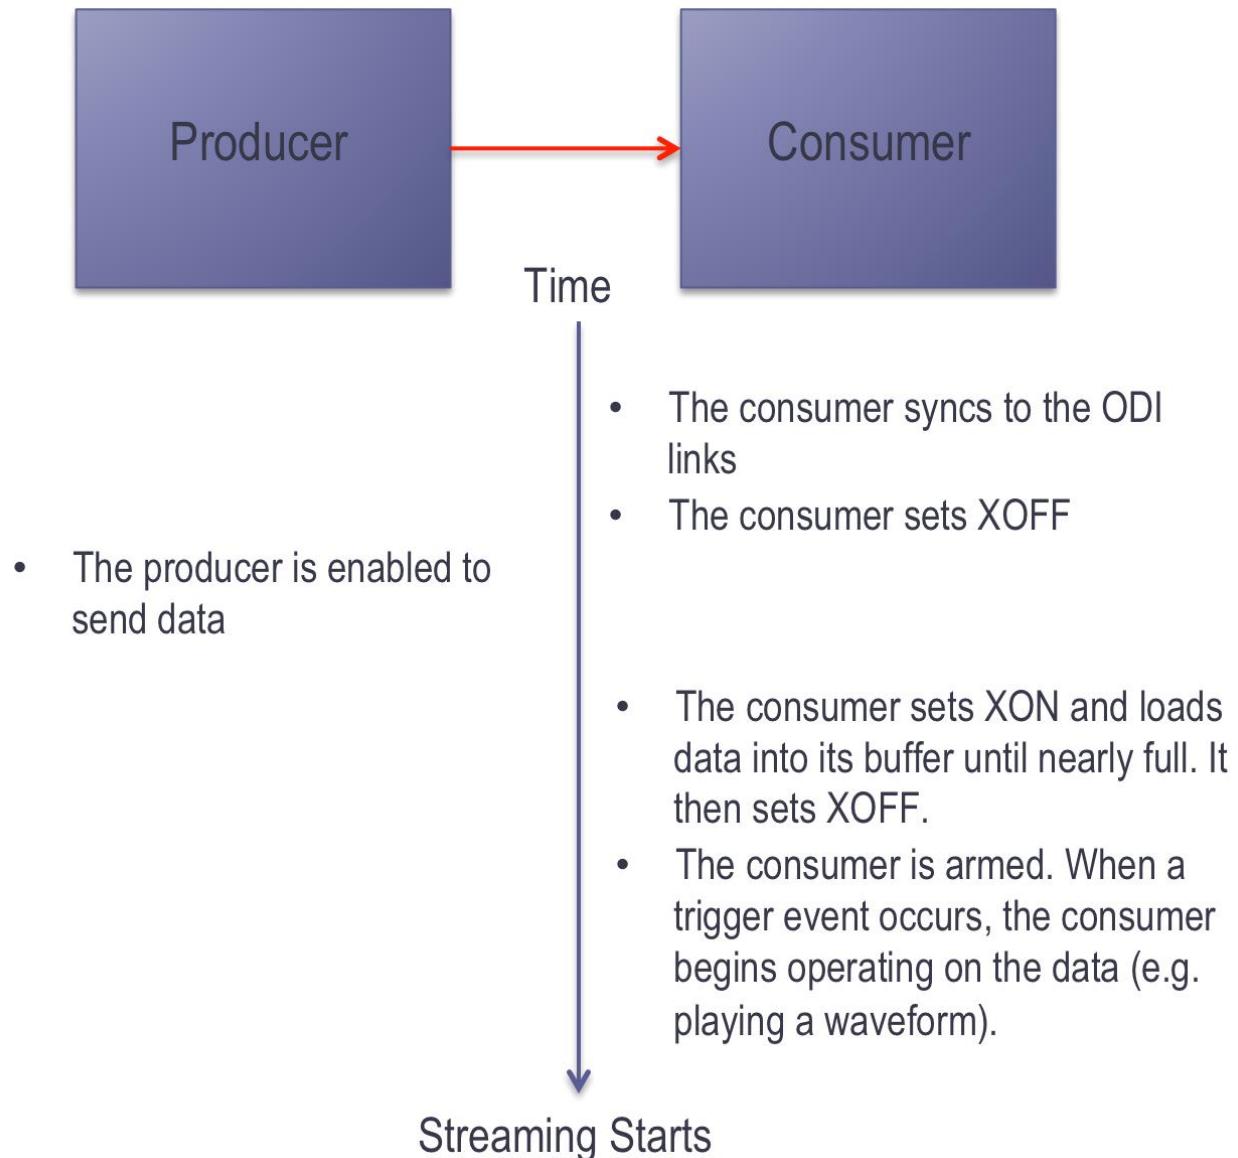 Producer
Consumer
Time
• The consumer syncs to the ODI
links
• The consumer sets XOFF
• The producer is enabled to
send data
• The consumer sets XON and loads
data into its buffer until nearly full. It
then sets XOFF.
• The consumer is armed. When a
trigger event occurs, the consumer
begins operating on the data (e.g.
playing a waveform).
Streaming Starts